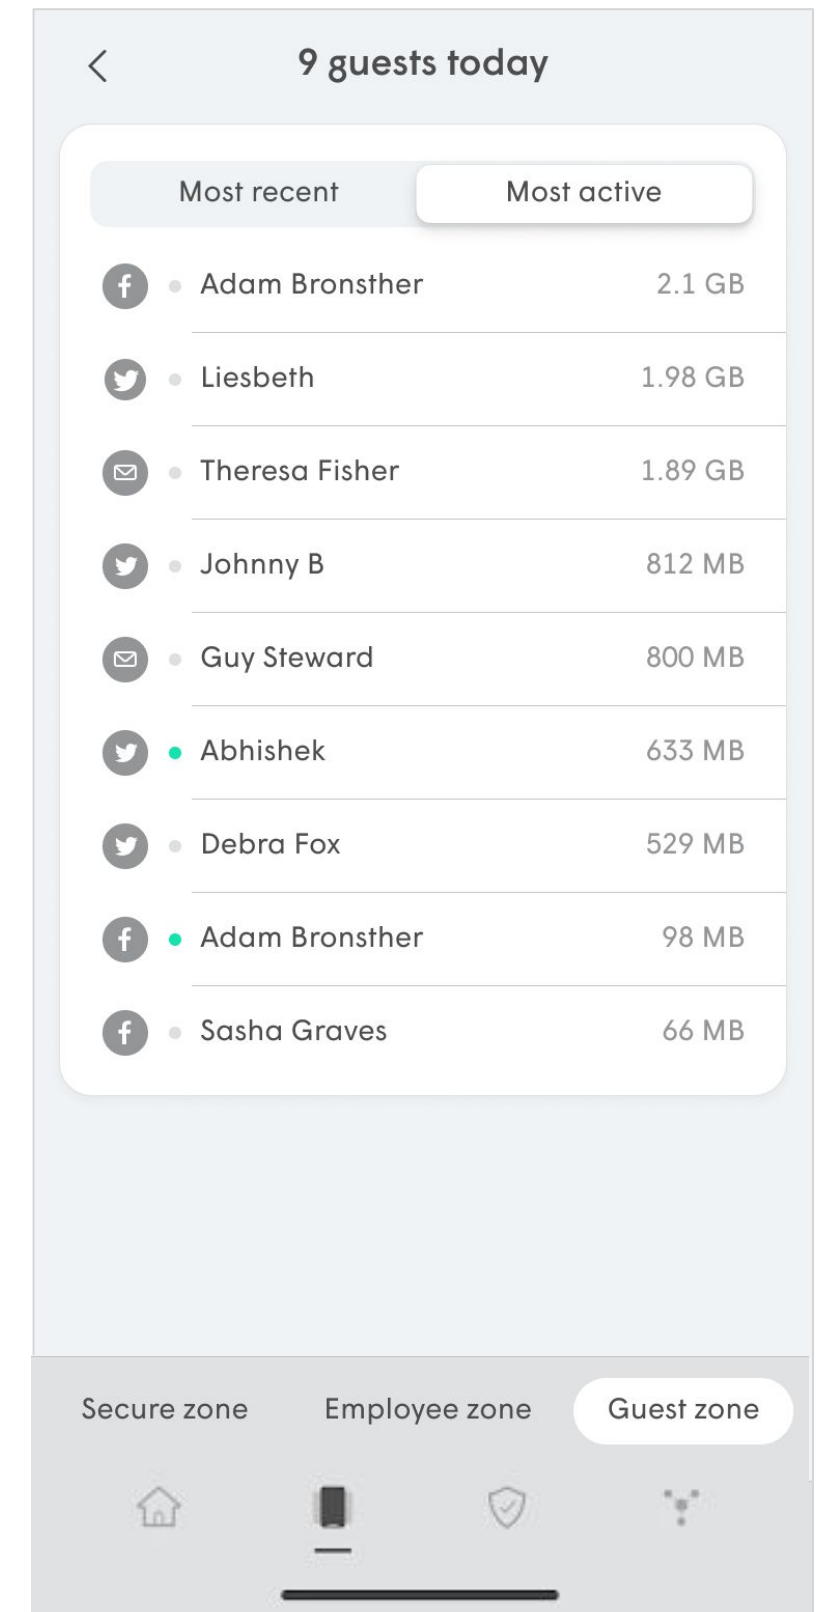 9 guests today
Most recent Most active
Adam Bronsther 2.1 GB
Liesbeth 1.98 GB
Theresa Fisher 1.89 GB
Johnny B 812 MB
Guy Steward 800 MB
Abhishek 633 MB
Debra Fox 529 MB
Adam Bronsther 98 MB
Sasha Graves 66 MB
Secure zone Employee zone Guest zone